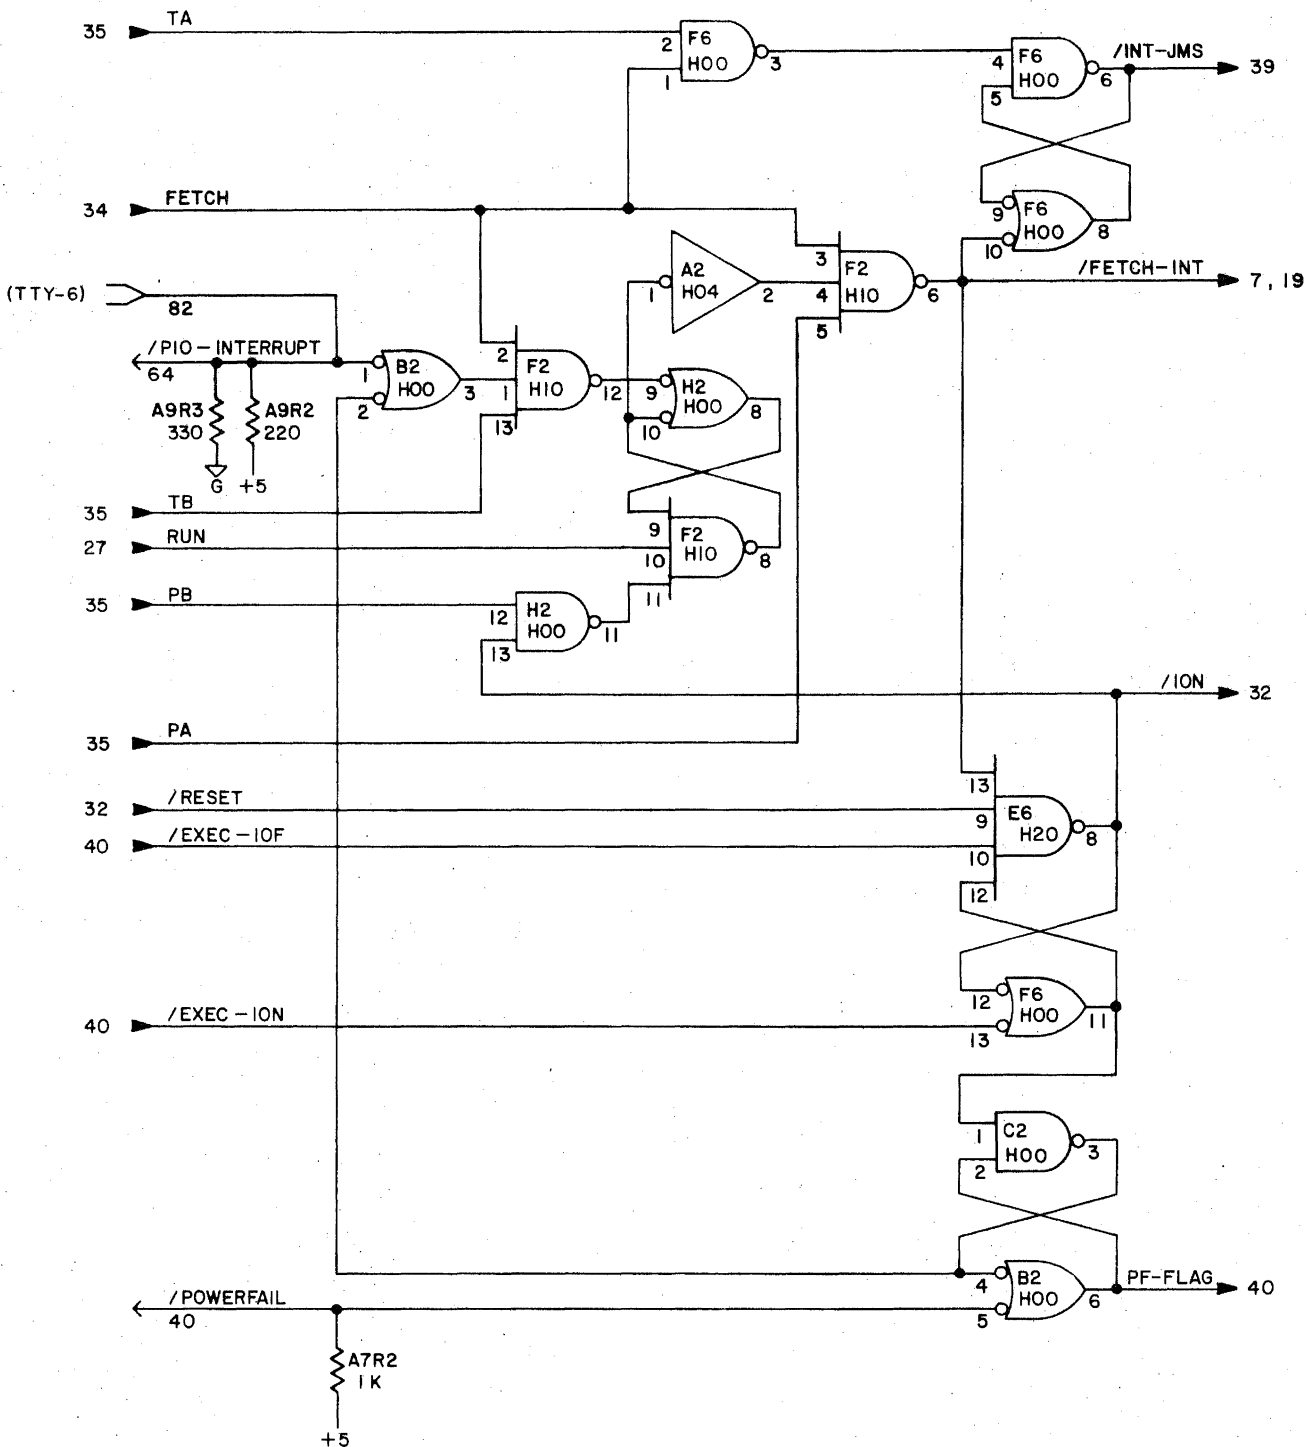 35 TA
2 F6 H00 3
1
4 F6 H00 6
5
/INT-JMS 39
34 FETCH
9 F6 H00 8
10
1 A2 H04 2
3
4 F2 H10 6
5
/FETCH-INT 7, 19
(TTY-6) 82
/PIO-INTERRUPT
64
1 B2 H00 3
2
2
1 F2 H10 12
13
9 H2 H00 8
10
A9R3
330
A9R2
220
G +5
35 TB
27 RUN
9
10 F2 H10 8
11
35 PB
12 H2 H00 11
13
/ION 32
35 PA
13
32 /RESET
9 E6 H20 8
40 /EXEC-IOF
10
12
12 F6 H00 11
40 /EXEC-ION
13
1 C2 H00 3
2
4 B2 H00 6
5
PF-FLAG 40
/POWERFAIL
40
A7R2
1K
+5